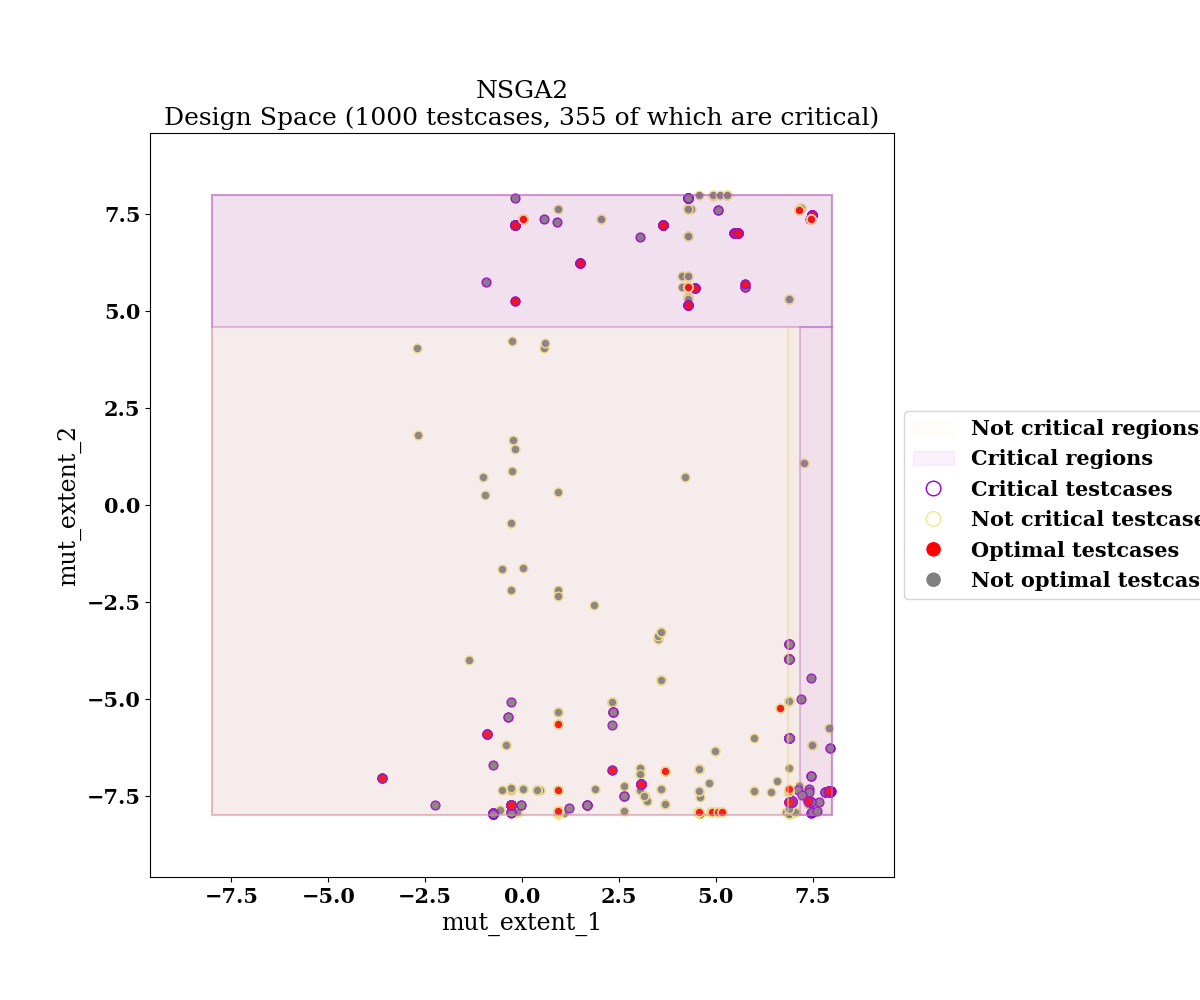 NSGA2
Design Space (1000 testcases, 355 of which are critical)
7.5
5.0
2.5
0.0
−2.5
−5.0
−7.5
mut_extent_2
−7.5
−5.0
−2.5
0.0
2.5
5.0
7.5
mut_extent_1
Not critical regions
Critical regions
Critical testcases
Not critical testcase
Optimal testcases
Not optimal testcas